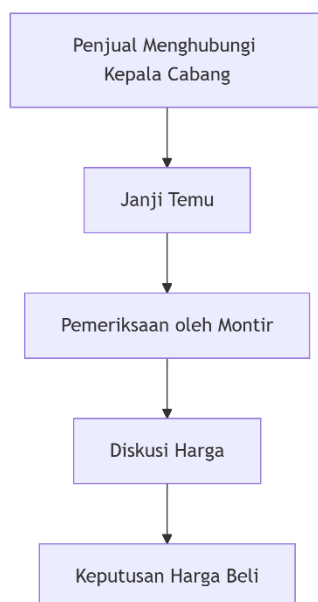 Penjual Menghubungi
Kepala Cabang
Janji Temu
Pemeriksaan oleh Montir
Diskusi Harga
Keputusan Harga Beli